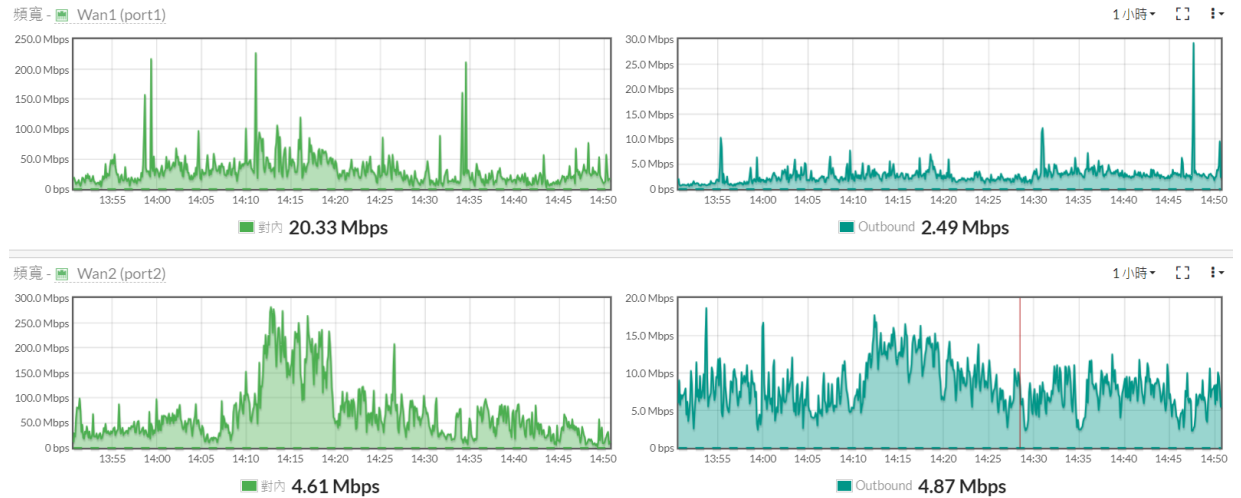 頻寬 - Wan1 (port1) 1 小時
250.0 Mbps
200.0 Mbps
150.0 Mbps
100.0 Mbps
50.0 Mbps
0 bps
13:55 14:00 14:05 14:10 14:15 14:20 14:25 14:30 14:35 14:40 14:45 14:50
對內 20.33 Mbps
30.0 Mbps
25.0 Mbps
20.0 Mbps
15.0 Mbps
10.0 Mbps
5.0 Mbps
0 bps
13:55 14:00 14:05 14:10 14:15 14:20 14:25 14:30 14:35 14:40 14:45 14:50
Outbound 2.49 Mbps
頻寬 - Wan2 (port2) 1 小時
300.0 Mbps
250.0 Mbps
200.0 Mbps
150.0 Mbps
100.0 Mbps
50.0 Mbps
0 bps
13:55 14:00 14:05 14:10 14:15 14:20 14:25 14:30 14:35 14:40 14:45 14:50
對內 4.61 Mbps
20.0 Mbps
15.0 Mbps
10.0 Mbps
5.0 Mbps
0 bps
13:55 14:00 14:05 14:10 14:15 14:20 14:25 14:30 14:35 14:40 14:45 14:50
Outbound 4.87 Mbps